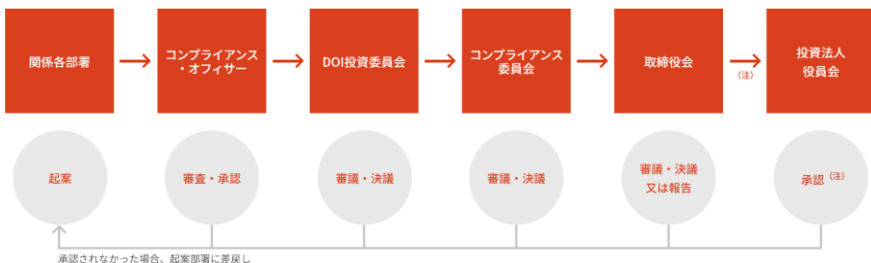 関係各部署
コンプライアンス
・オフィサー
DOI投資委員会
コンプライアンス
委員会
取締役会
(注)
投資法人
役員会
起案
審査・承認
審議・決議
審議・決議
審議・決議
又は報告
承認(注)
承認されなかった場合、起案部署に差戻し